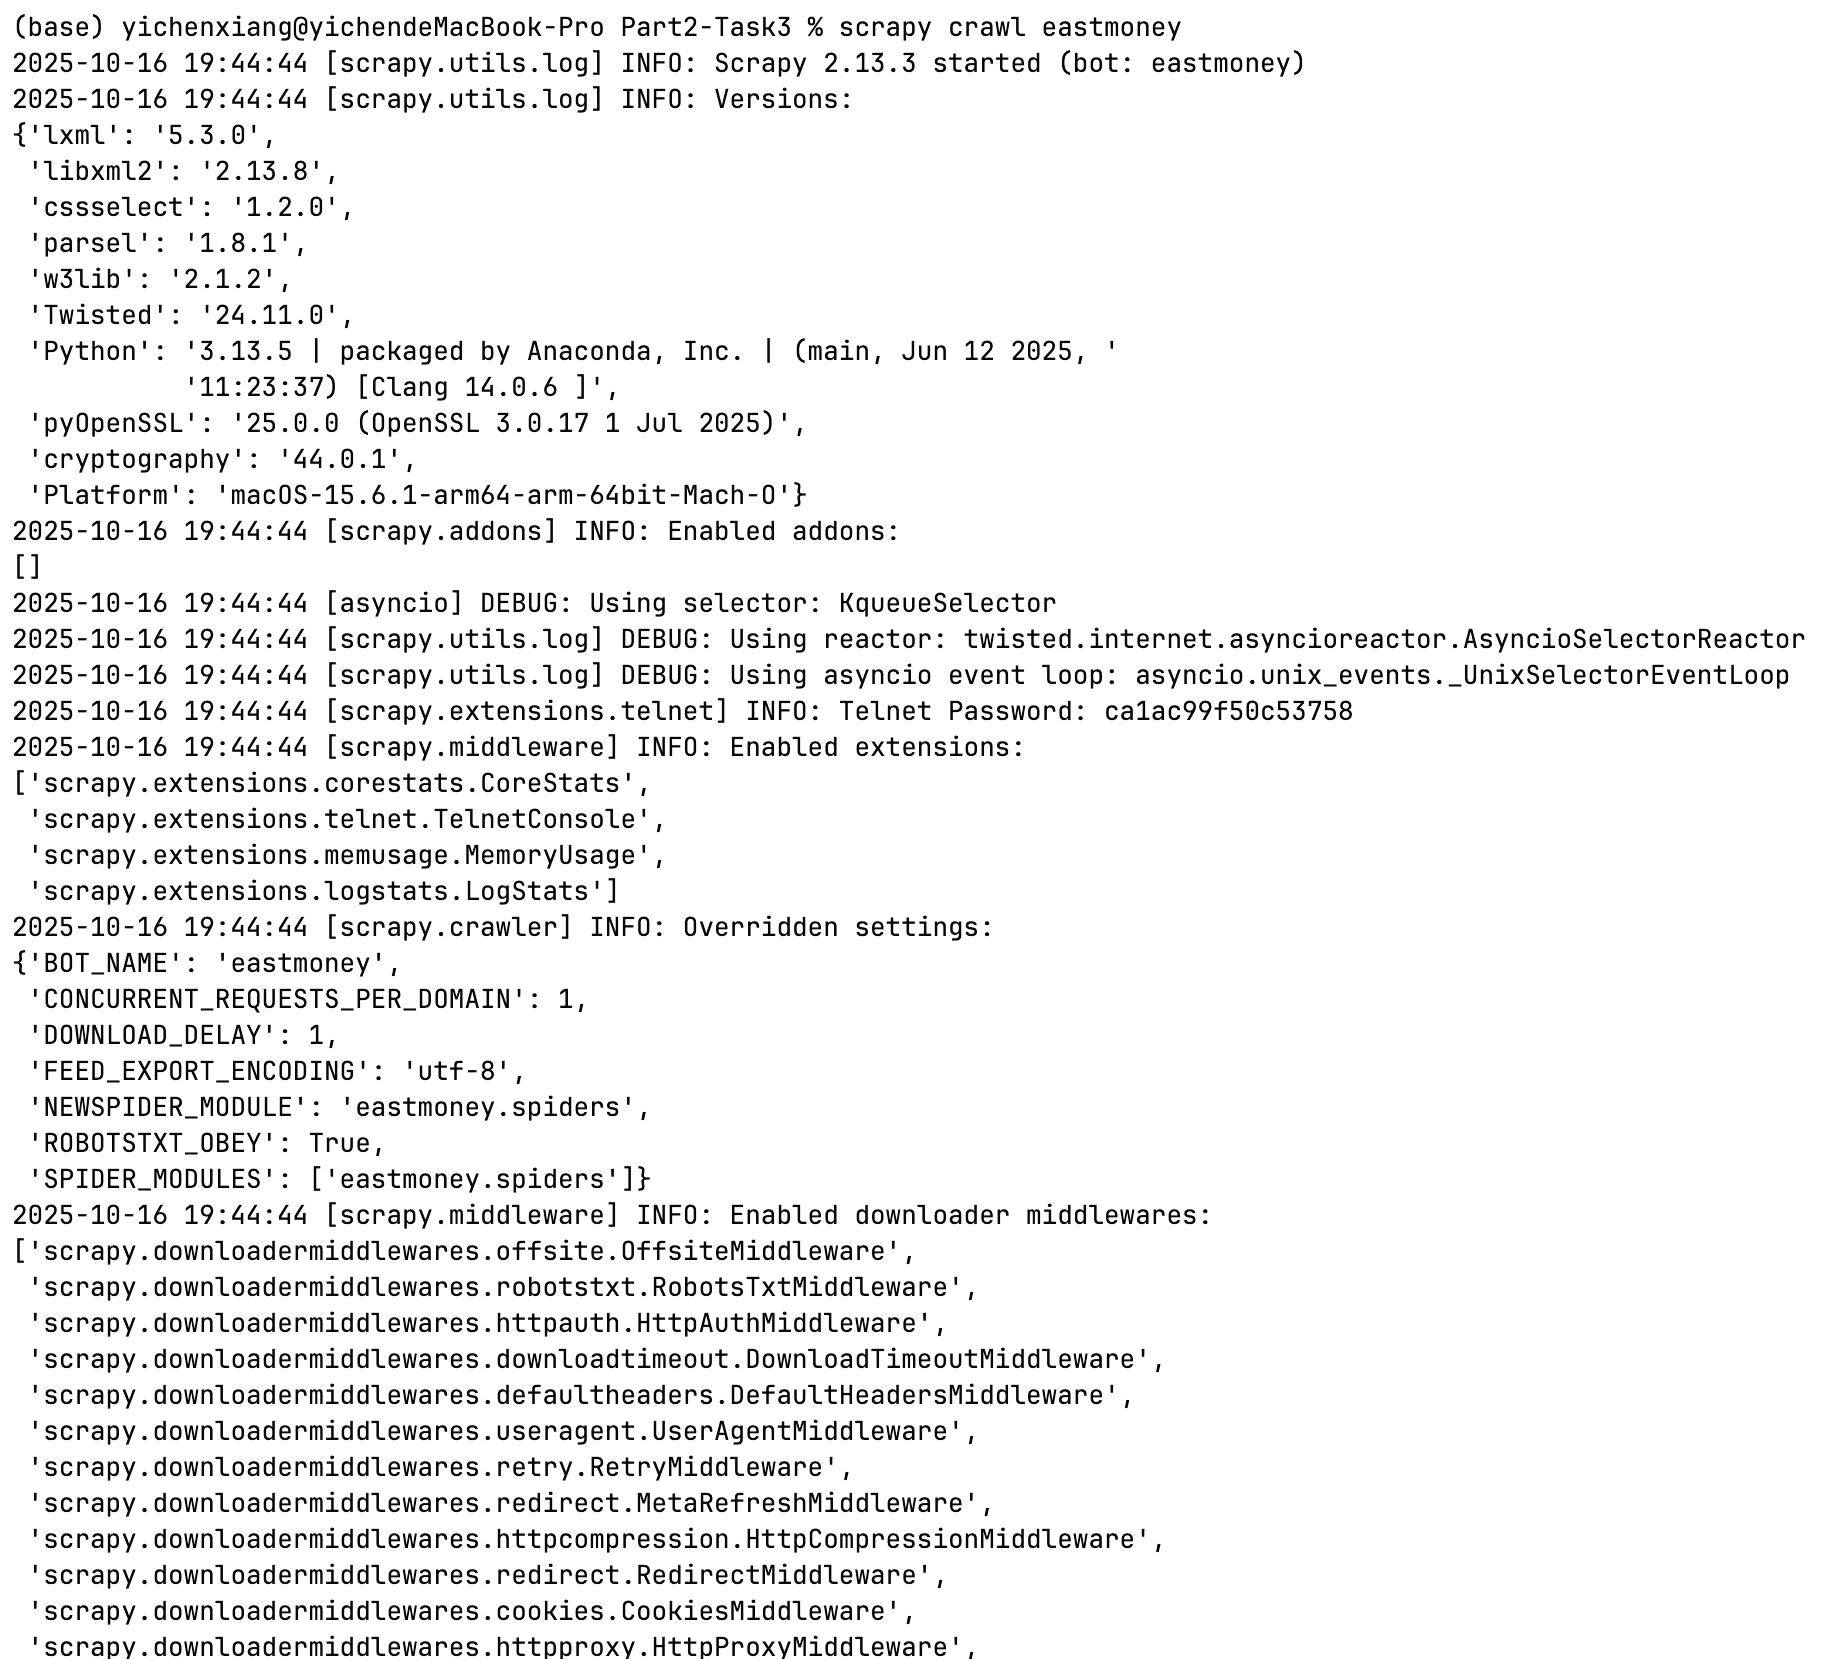 (base) yichenxiang@yichendeMacBook-Pro Part2-Task3 % scrapy crawl eastmoney
2025-10-16 19:44:44 [scrapy.utils.log] INFO: Scrapy 2.13.3 started (bot: eastmoney)
2025-10-16 19:44:44 [scrapy.utils.log] INFO: Versions:
{'lxml': '5.3.0',
 'libxml2': '2.13.8',
 'cssselect': '1.2.0',
 'parsel': '1.8.1',
 'w3lib': '2.1.2',
 'Twisted': '24.11.0',
 'Python': '3.13.5 | packaged by Anaconda, Inc. | (main, Jun 12 2025, '
           '11:23:37) [Clang 14.0.6 ]',
 'pyOpenSSL': '25.0.0 (OpenSSL 3.0.17 1 Jul 2025)',
 'cryptography': '44.0.1',
 'Platform': 'macOS-15.6.1-arm64-arm-64bit-Mach-O'}
2025-10-16 19:44:44 [scrapy.addons] INFO: Enabled addons:
[]
2025-10-16 19:44:44 [asyncio] DEBUG: Using selector: KqueueSelector
2025-10-16 19:44:44 [scrapy.utils.log] DEBUG: Using reactor: twisted.internet.asyncioreactor.AsyncioSelectorReactor
2025-10-16 19:44:44 [scrapy.utils.log] DEBUG: Using asyncio event loop: asyncio.unix_events._UnixSelectorEventLoop
2025-10-16 19:44:44 [scrapy.extensions.telnet] INFO: Telnet Password: ca1ac99f50c53758
2025-10-16 19:44:44 [scrapy.middleware] INFO: Enabled extensions:
['scrapy.extensions.corestats.CoreStats',
 'scrapy.extensions.telnet.TelnetConsole',
 'scrapy.extensions.memusage.MemoryUsage',
 'scrapy.extensions.logstats.LogStats']
2025-10-16 19:44:44 [scrapy.crawler] INFO: Overridden settings:
{'BOT_NAME': 'eastmoney',
 'CONCURRENT_REQUESTS_PER_DOMAIN': 1,
 'DOWNLOAD_DELAY': 1,
 'FEED_EXPORT_ENCODING': 'utf-8',
 'NEWSPIDER_MODULE': 'eastmoney.spiders',
 'ROBOTSTXT_OBEY': True,
 'SPIDER_MODULES': ['eastmoney.spiders']}
2025-10-16 19:44:44 [scrapy.middleware] INFO: Enabled downloader middlewares:
['scrapy.downloadermiddlewares.offsite.OffsiteMiddleware',
 'scrapy.downloadermiddlewares.robotstxt.RobotsTxtMiddleware',
 'scrapy.downloadermiddlewares.httpauth.HttpAuthMiddleware',
 'scrapy.downloadermiddlewares.downloadtimeout.DownloadTimeoutMiddleware',
 'scrapy.downloadermiddlewares.defaultheaders.DefaultHeadersMiddleware',
 'scrapy.downloadermiddlewares.useragent.UserAgentMiddleware',
 'scrapy.downloadermiddlewares.retry.RetryMiddleware',
 'scrapy.downloadermiddlewares.redirect.MetaRefreshMiddleware',
 'scrapy.downloadermiddlewares.httpcompression.HttpCompressionMiddleware',
 'scrapy.downloadermiddlewares.redirect.RedirectMiddleware',
 'scrapy.downloadermiddlewares.cookies.CookiesMiddleware',
 'scrapy.downloadermiddlewares.httpproxy.HttpProxyMiddleware',